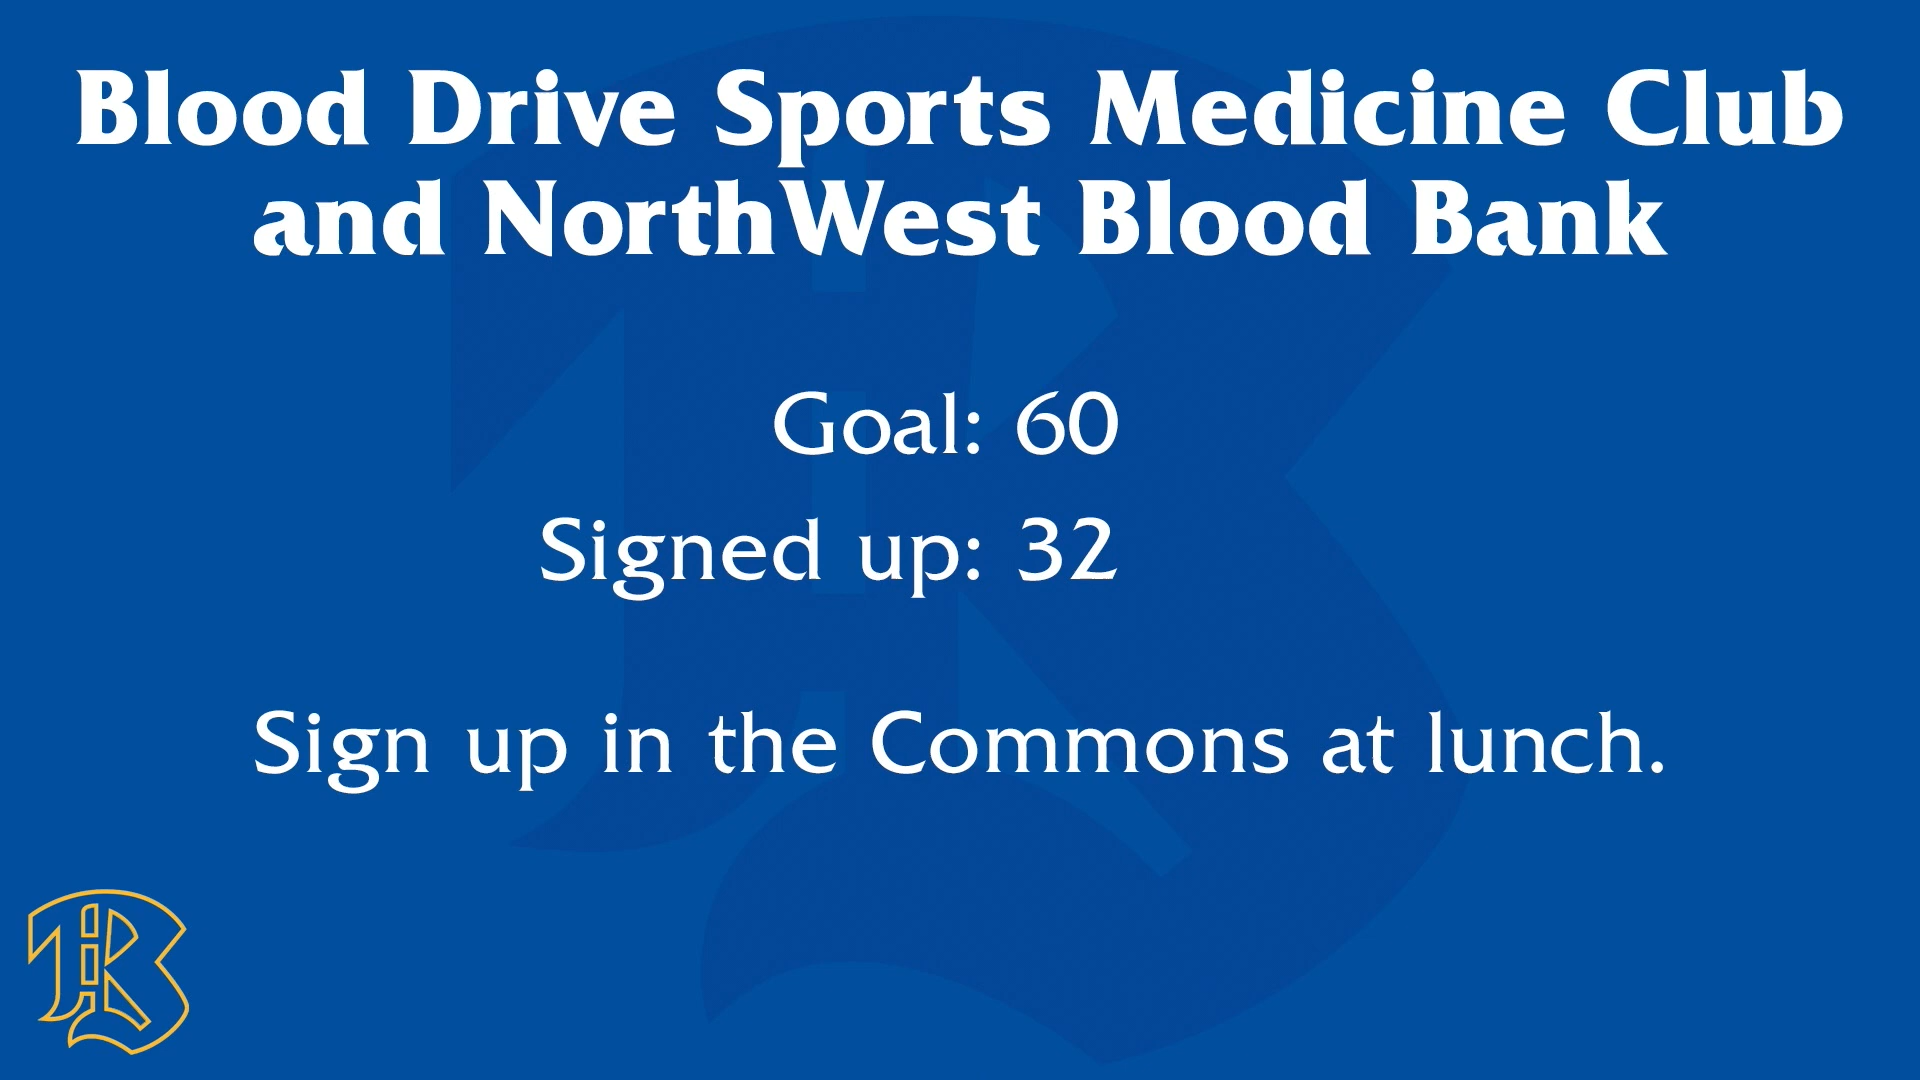 Blood Drive Sports Medicine Club
and NorthWest Blood Bank
Goal: 60
Signed up: 32
Sign up in the Commons at lunch.
B